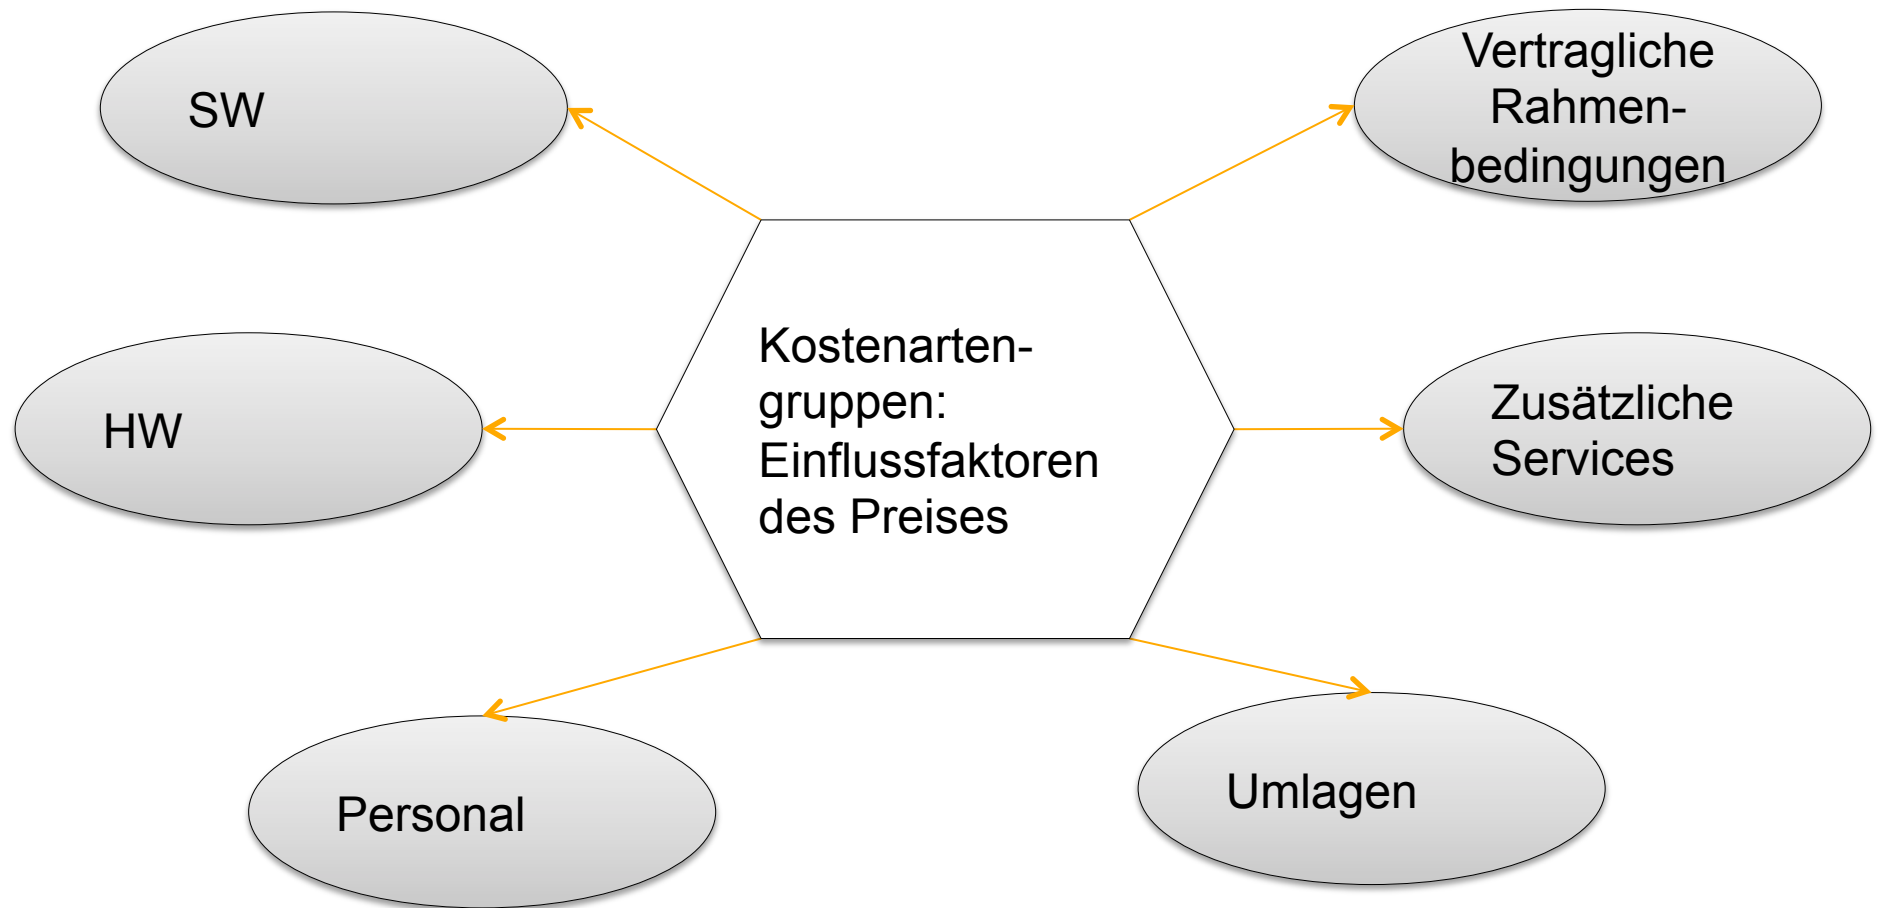 SW
Vertragliche
Rahmen-
bedingungen
HW
Kostenarten-
gruppen:
Einflussfaktoren
des Preises
Zusätzliche
Services
Personal
Umlagen